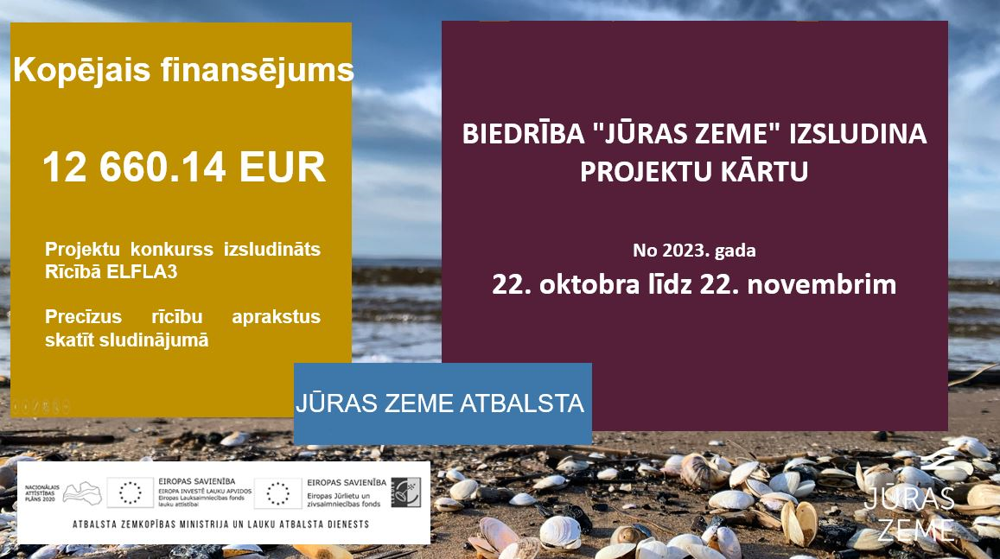 Kopējais finansējums
12 660.14 EUR
Projektu konkurss izsludināts
Rīcībā ELFLA3
Precīzus rīcību aprakstus
skatīt sludinājumā
BIEDRĪBA "JŪRAS ZEME" IZSLUDINA
PROJEKTU KĀRTU
No 2023. gada
22. oktobra līdz 22. novembrim
JŪRAS ZEME ATBALSTA
NACIONĀLAIS
ATTĪSTĪBAS
PLĀNS 2020
EIROPAS SAVIENĪBA
EIROPA INVESTĒ LAUKU APVIDOS
Eiropas Lauksaimniecības fonds
lauku attīstībai
EIROPAS SAVIENĪBA
Eiropas Jūrlietu un
zivsaimniecības fonds
ATBALSTA ZEMKOPĪBAS MINISTRIJA UN LAUKU ATBALSTA DIENESTS
JŪRAS
ZEME